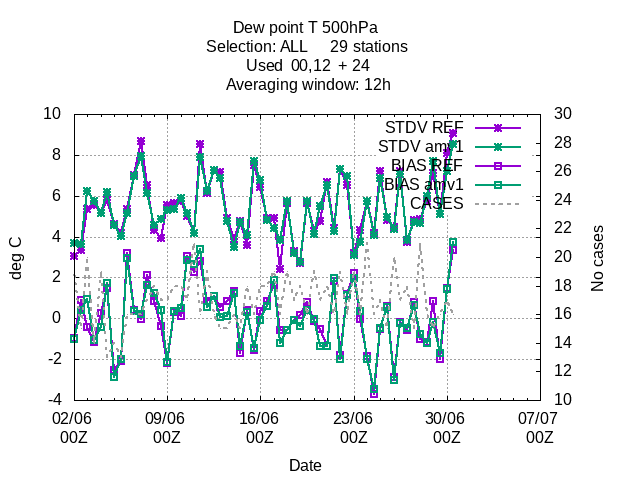 Dew point T 500hPa
Selection: ALL 29 stations
Used 00,12 + 24
Averaging window: 12h
10 30
STDV REF
28
8 STDV amv1
26
BIAS REF
6 BIAS amv1 24
CASES
22
4
20
2 18
0 16
14
-2
12
-4 10
02/06 09/06 16/06 23/06 30/06 07/07
00Z 00Z 00Z 00Z 00Z 00Z
Date
deg C
No cases